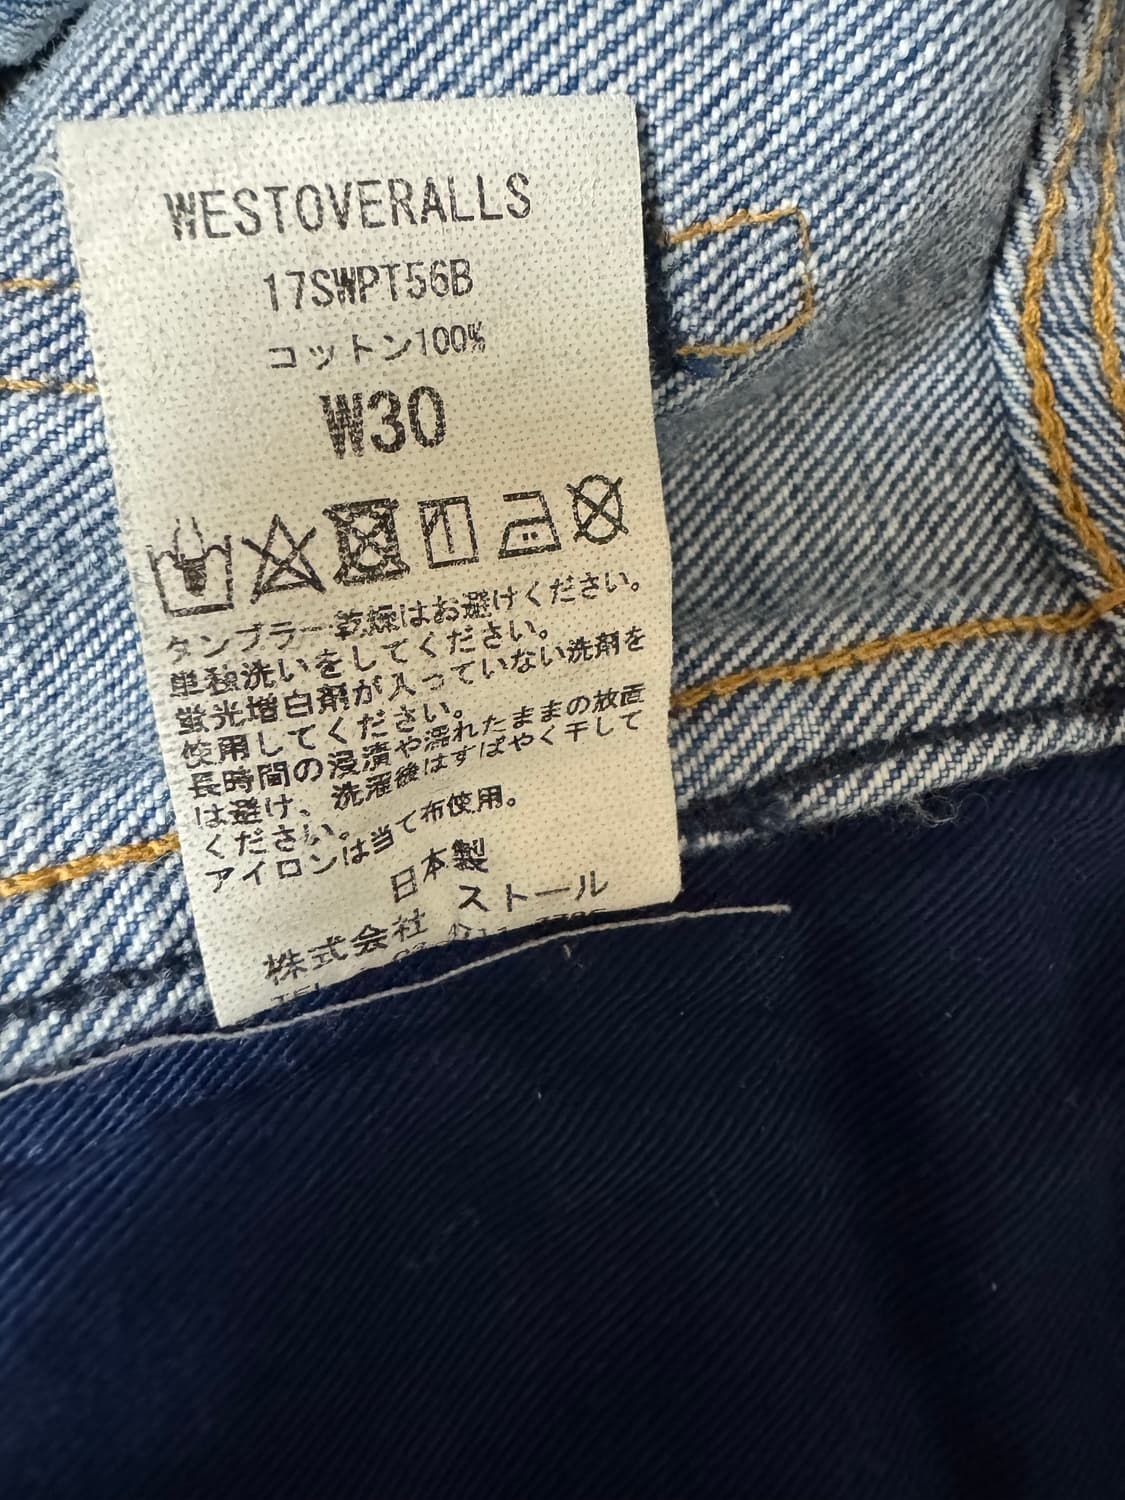 WESTOVERALLS
17SWPT56B
コットン100%
W30
タンブラー乾燥はお避けください。
単独洗いをしてください。
蛍光増白剤が入っていない洗剤を
使用してください。
長時間の浸漬や濡れたままの放置
は避け、洗濯後はすばやく干して
ください。
アイロンは当て布使用。
日本製
株式会社 ストール
TEL